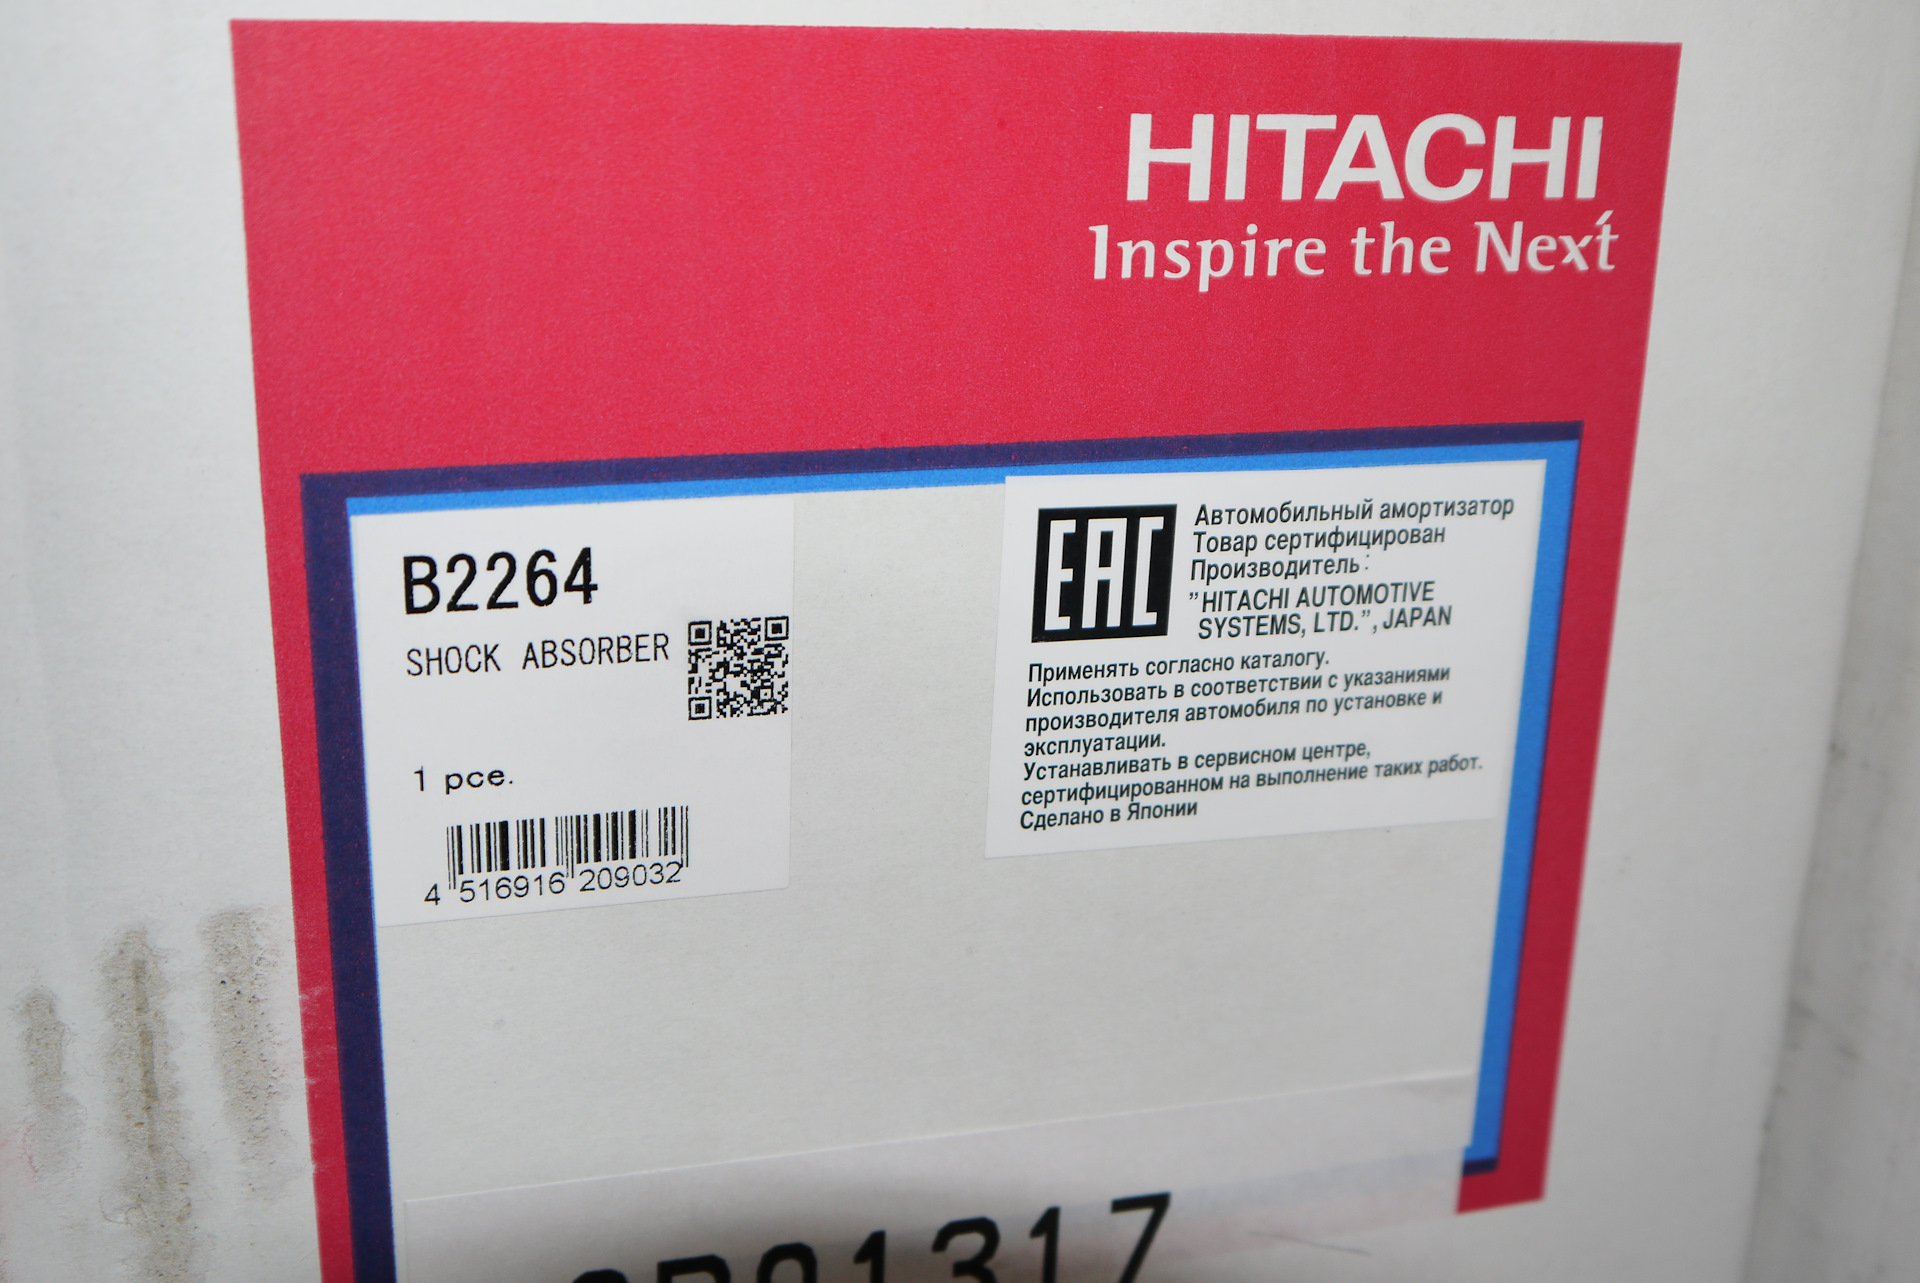 HITACHI
Inspire the Next
B2264
SHOCK ABSORBER
1 pce.
4 516916 209032
EAC
Автомобильный амортизатор
Товар сертифицирован
Производитель:
"HITACHI AUTOMOTIVE
SYSTEMS, LTD.", JAPAN
Применять согласно каталогу.
Использовать в соответствии с указаниями
производителя автомобиля по установке и
эксплуатации.
Устанавливать в сервисном центре,
сертифицированном на выполнение таких работ.
Сделано в Японии